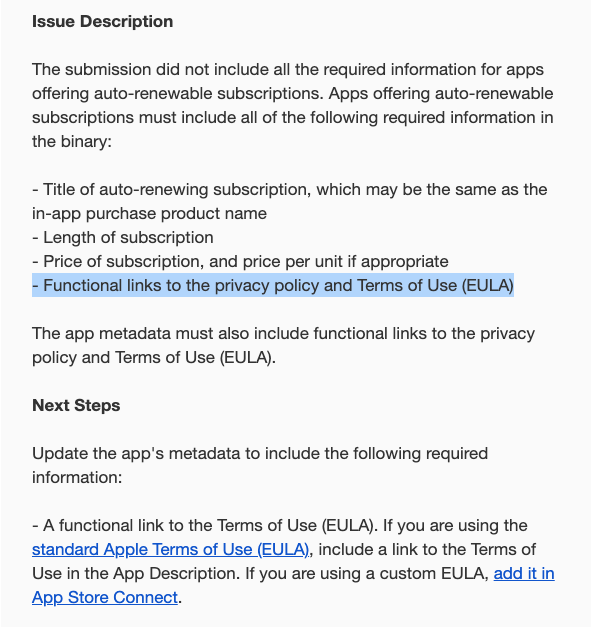 Issue Description
The submission did not include all the required information for apps
offering auto-renewable subscriptions. Apps offering auto-renewable
subscriptions must include all of the following required information in
the binary:
- Title of auto-renewing subscription, which may be the same as the
in-app purchase product name
- Length of subscription
- Price of subscription, and price per unit if appropriate
- Functional links to the privacy policy and Terms of Use (EULA)
The app metadata must also include functional links to the privacy
policy and Terms of Use (EULA).
Next Steps
Update the app's metadata to include the following required
information:
- A functional link to the Terms of Use (EULA). If you are using the
standard Apple Terms of Use (EULA), include a link to the Terms of
Use in the App Description. If you are using a custom EULA, add it in
App Store Connect.